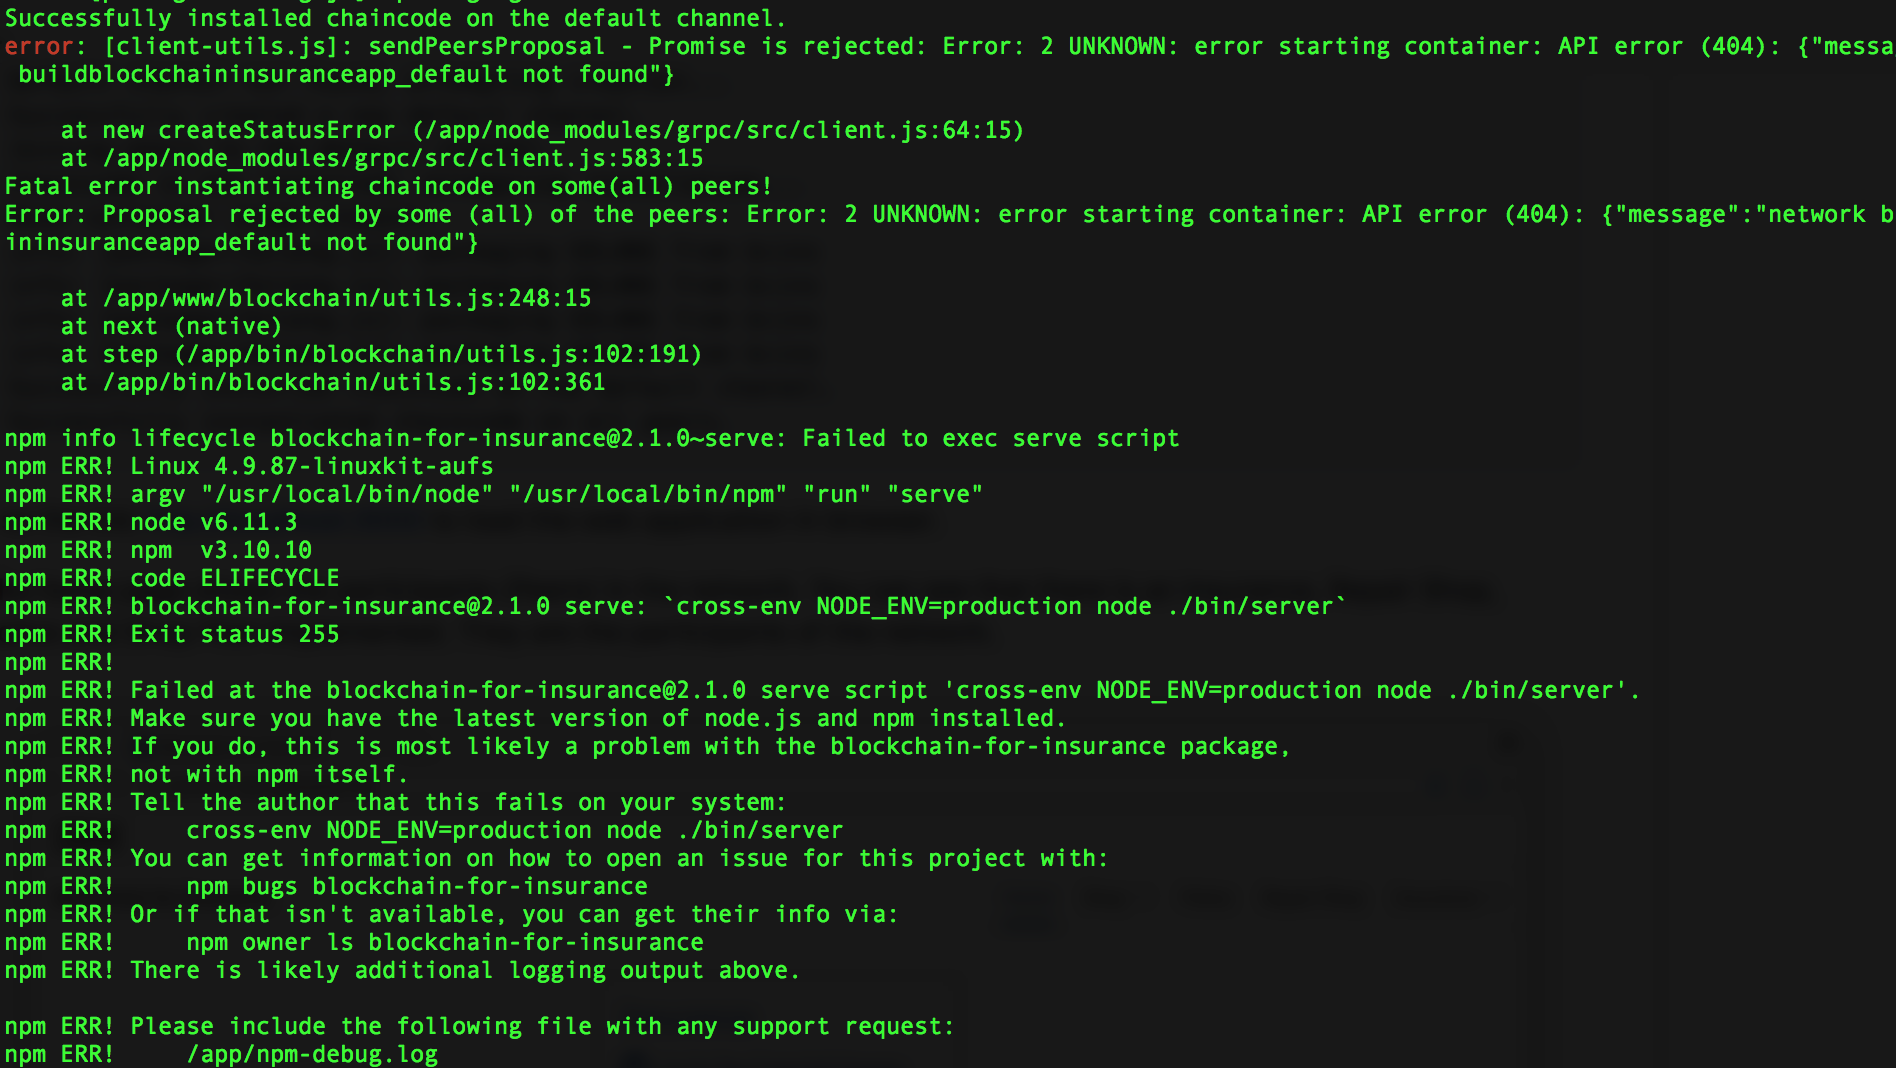 Successfully installed chaincode on the default channel.
error: [client-utils.js]: sendPeersProposal - Promise is rejected: Error: 2 UNKNOWN: error starting container: API error (404): {"messa
buildblockchaininsuranceapp_default not found"}
at new createStatusError (/app/node_modules/grpc/src/client.js:64:15)
at /app/node_modules/grpc/src/client.js:583:15
Fatal error instantiating chaincode on some(all) peers!
Error: Proposal rejected by some (all) of the peers: Error: 2 UNKNOWN: error starting container: API error (404): {"message":"network b
ininsuranceapp_default not found"}
at /app/www/blockchain/utils.js:248:15
at next (native)
at step (/app/bin/blockchain/utils.js:102:191)
at /app/bin/blockchain/utils.js:102:361
npm info lifecycle blockchain-for-insurance@2.1.0~serve: Failed to exec serve script
npm ERR! Linux 4.9.87-linuxkit-aufs
npm ERR! argv "/usr/local/bin/node" "/usr/local/bin/npm" "run" "serve"
npm ERR! node v6.11.3
npm ERR! npm  v3.10.10
npm ERR! code ELIFECYCLE
npm ERR! blockchain-for-insurance@2.1.0 serve: `cross-env NODE_ENV=production node ./bin/server`
npm ERR! Exit status 255
npm ERR!
npm ERR! Failed at the blockchain-for-insurance@2.1.0 serve script 'cross-env NODE_ENV=production node ./bin/server'.
npm ERR! Make sure you have the latest version of node.js and npm installed.
npm ERR! If you do, this is most likely a problem with the blockchain-for-insurance package,
npm ERR! not with npm itself.
npm ERR! Tell the author that this fails on your system:
npm ERR!     cross-env NODE_ENV=production node ./bin/server
npm ERR! You can get information on how to open an issue for this project with:
npm ERR!     npm bugs blockchain-for-insurance
npm ERR! Or if that isn't available, you can get their info via:
npm ERR!     npm owner ls blockchain-for-insurance
npm ERR! There is likely additional logging output above.
npm ERR! Please include the following file with any support request:
npm ERR!     /app/npm-debug.log